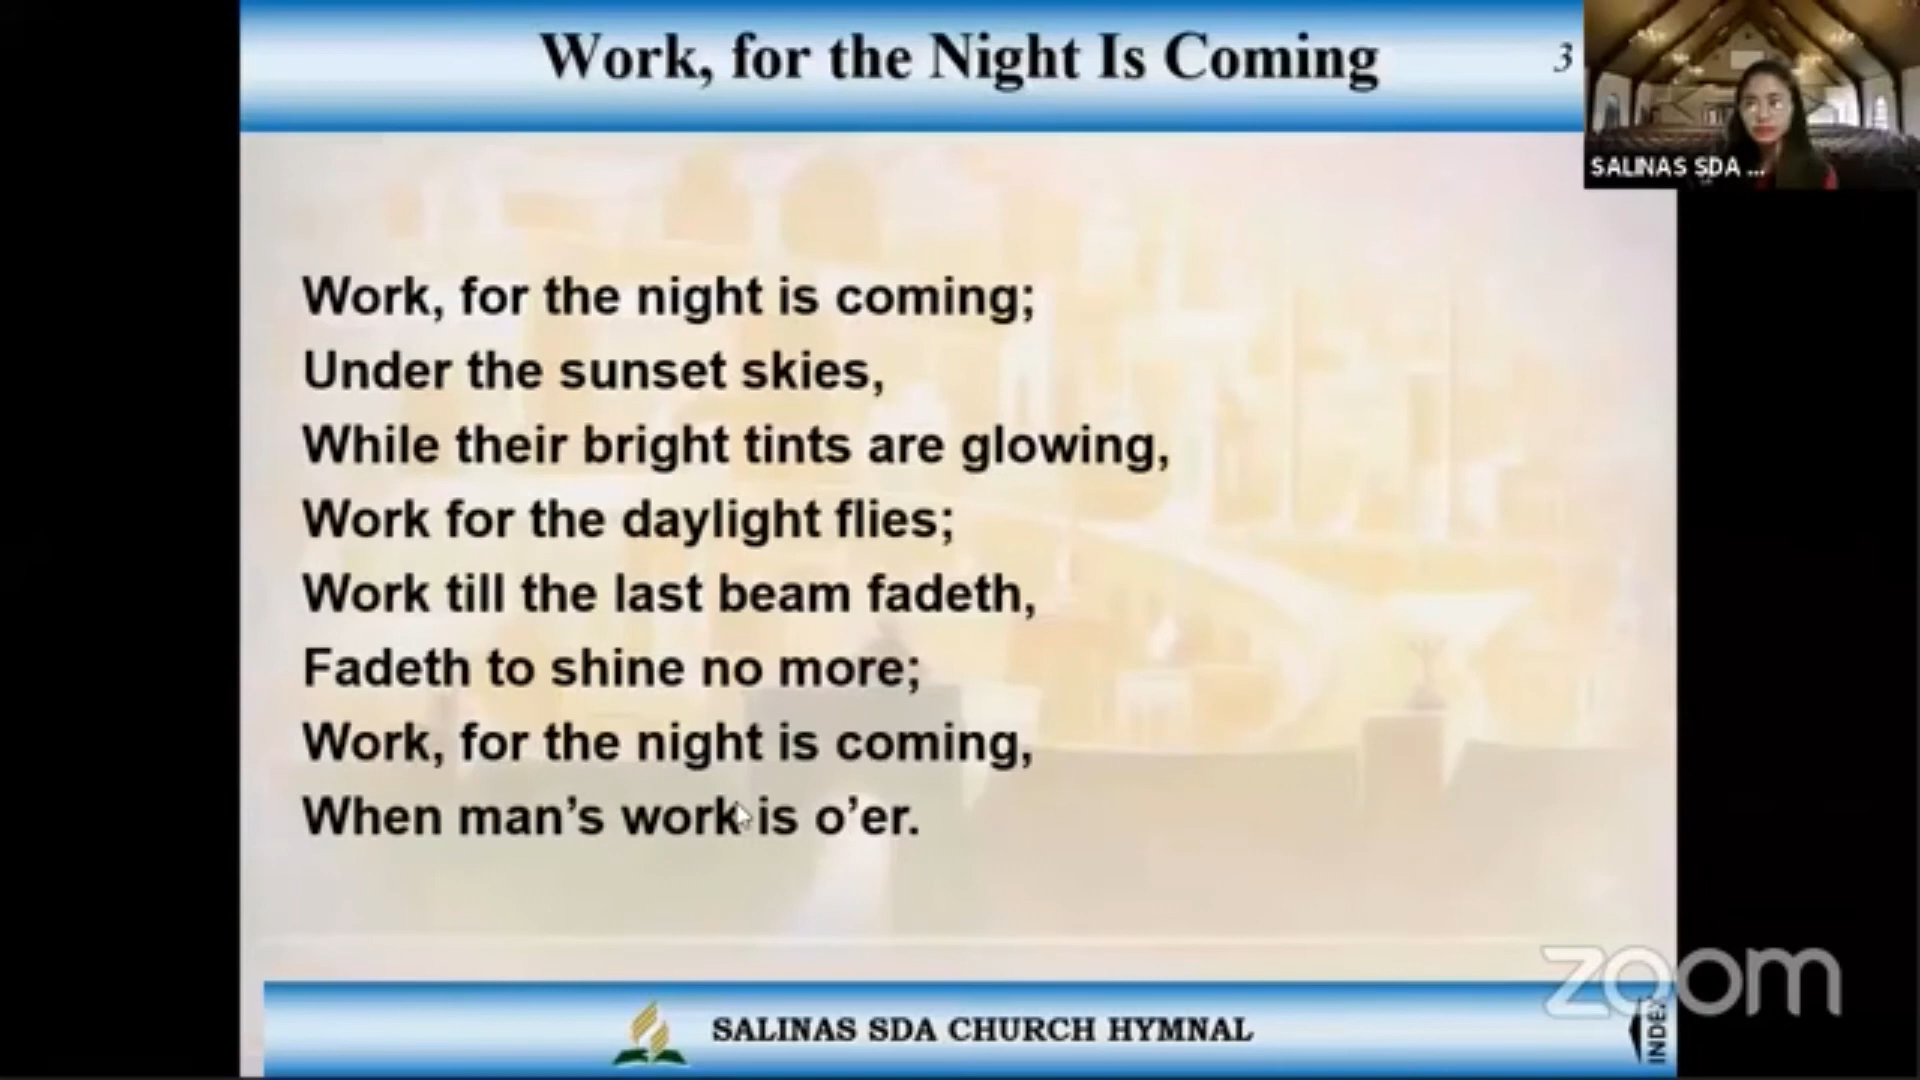 Work, for the Night Is Coming
3
SALINAS SDA ...
Work, for the night is coming;
Under the sunset skies,
While their bright tints are glowing,
Work for the daylight flies;
Work till the last beam fadeth,
Fadeth to shine no more;
Work, for the night is coming,
When man’s work is o’er.
zoom
SALINAS SDA CHURCH HYMNAL
INDEX